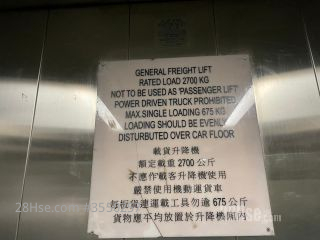 GENERAL FREIGHT LIFT
RATED LOAD 2700 KG
NOT TO BE USED AS 'PASSENGER LIFT'
POWER DRIVEN TRUCK PROHIBITED
MAX.SINGLE LOADING 675 KG
LOADING SHOULD BE EVENLY
DISTURBUTED OVER CAR FLOOR
載貨升降機
額定載重 2700 公斤
不應作載客升降機使用
嚴禁使用機動運貨車
每板貨連運載工具勿逾 675 公斤
貨物應平均放置於升降機閘內